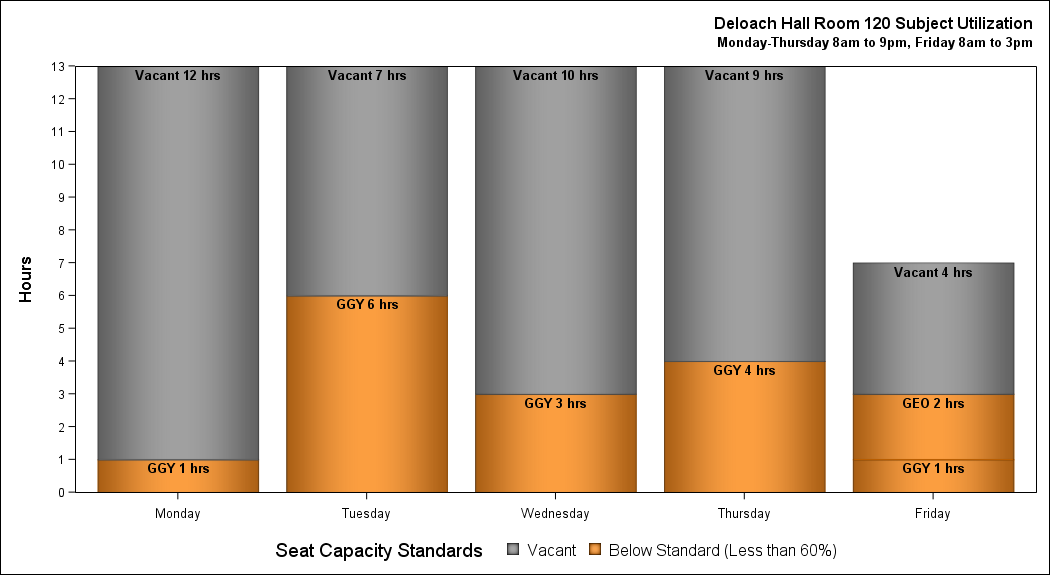 Deloach Hall Room 120 Subject Utilization
Monday-Thursday 8am to 9pm, Friday 8am to 3pm
Hours
13
12
11
10
9
8
7
6
5
4
3
2
1
0
Vacant 12 hrs
GGY 1 hrs
Vacant 7 hrs
GGY 6 hrs
Vacant 10 hrs
GGY 3 hrs
Vacant 9 hrs
GGY 4 hrs
Vacant 4 hrs
GEO 2 hrs
GGY 1 hrs
Monday
Tuesday
Wednesday
Thursday
Friday
Seat Capacity Standards Vacant Below Standard (Less than 60%)